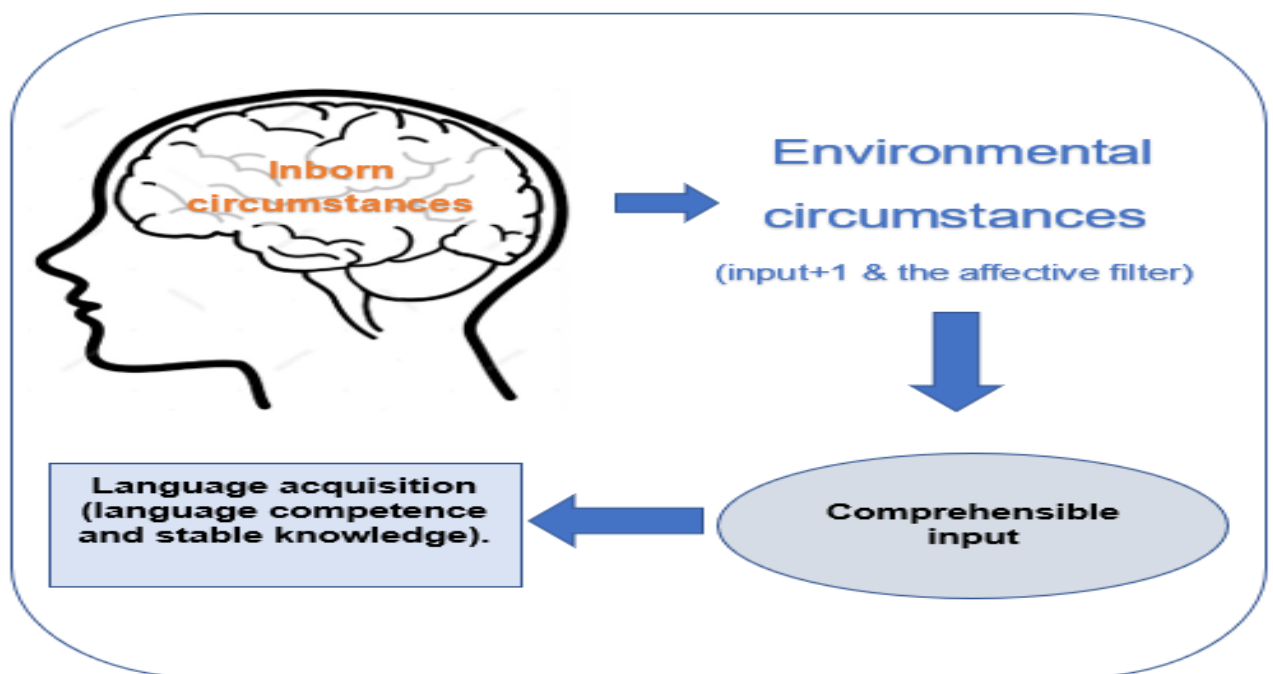 Inborn
circumstances
Environmental
circumstances
(input+1 & the affective filter)
Comprehensible
input
Language acquisition
(language competence
and stable knowledge).